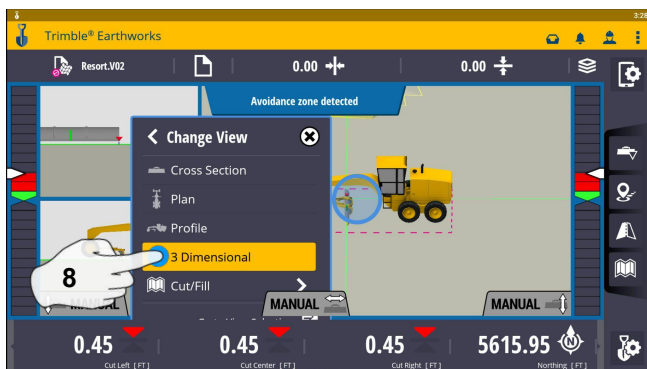 3:28
Trimble® Earthworks
Resort.V02
0.00
0.00
Avoidance zone detected
Change View
Cross Section
Plan
Profile
3 Dimensional
Cut/Fill
8
MANUAL
MANUAL
MANUAL
0.45
0.45
0.45
5615.95
N
Cut Left [ FT ]
Cut Center [ FT ]
Cut Right [ FT ]
Northing [ FT ]